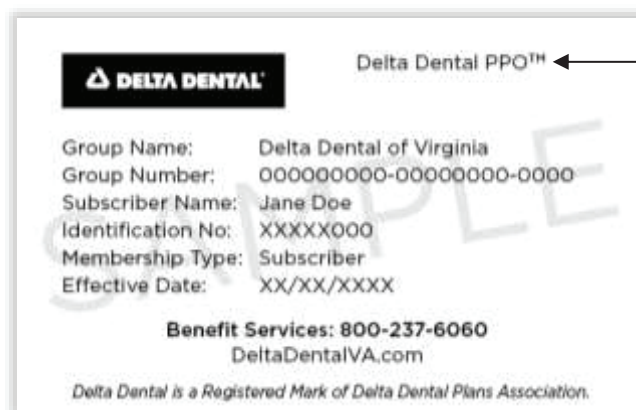 DELTA DENTAL®
Delta Dental PPO™
Group Name: Delta Dental of Virginia
Group Number: 000000000-00000000-0000
Subscriber Name: Jane Doe
Identification No: XXXXX000
Membership Type: Subscriber
Effective Date: XX/XX/XXXX
SAMPLE
Benefit Services: 800-237-6060
DeltaDentalVA.com
Delta Dental is a Registered Mark of Delta Dental Plans Association.